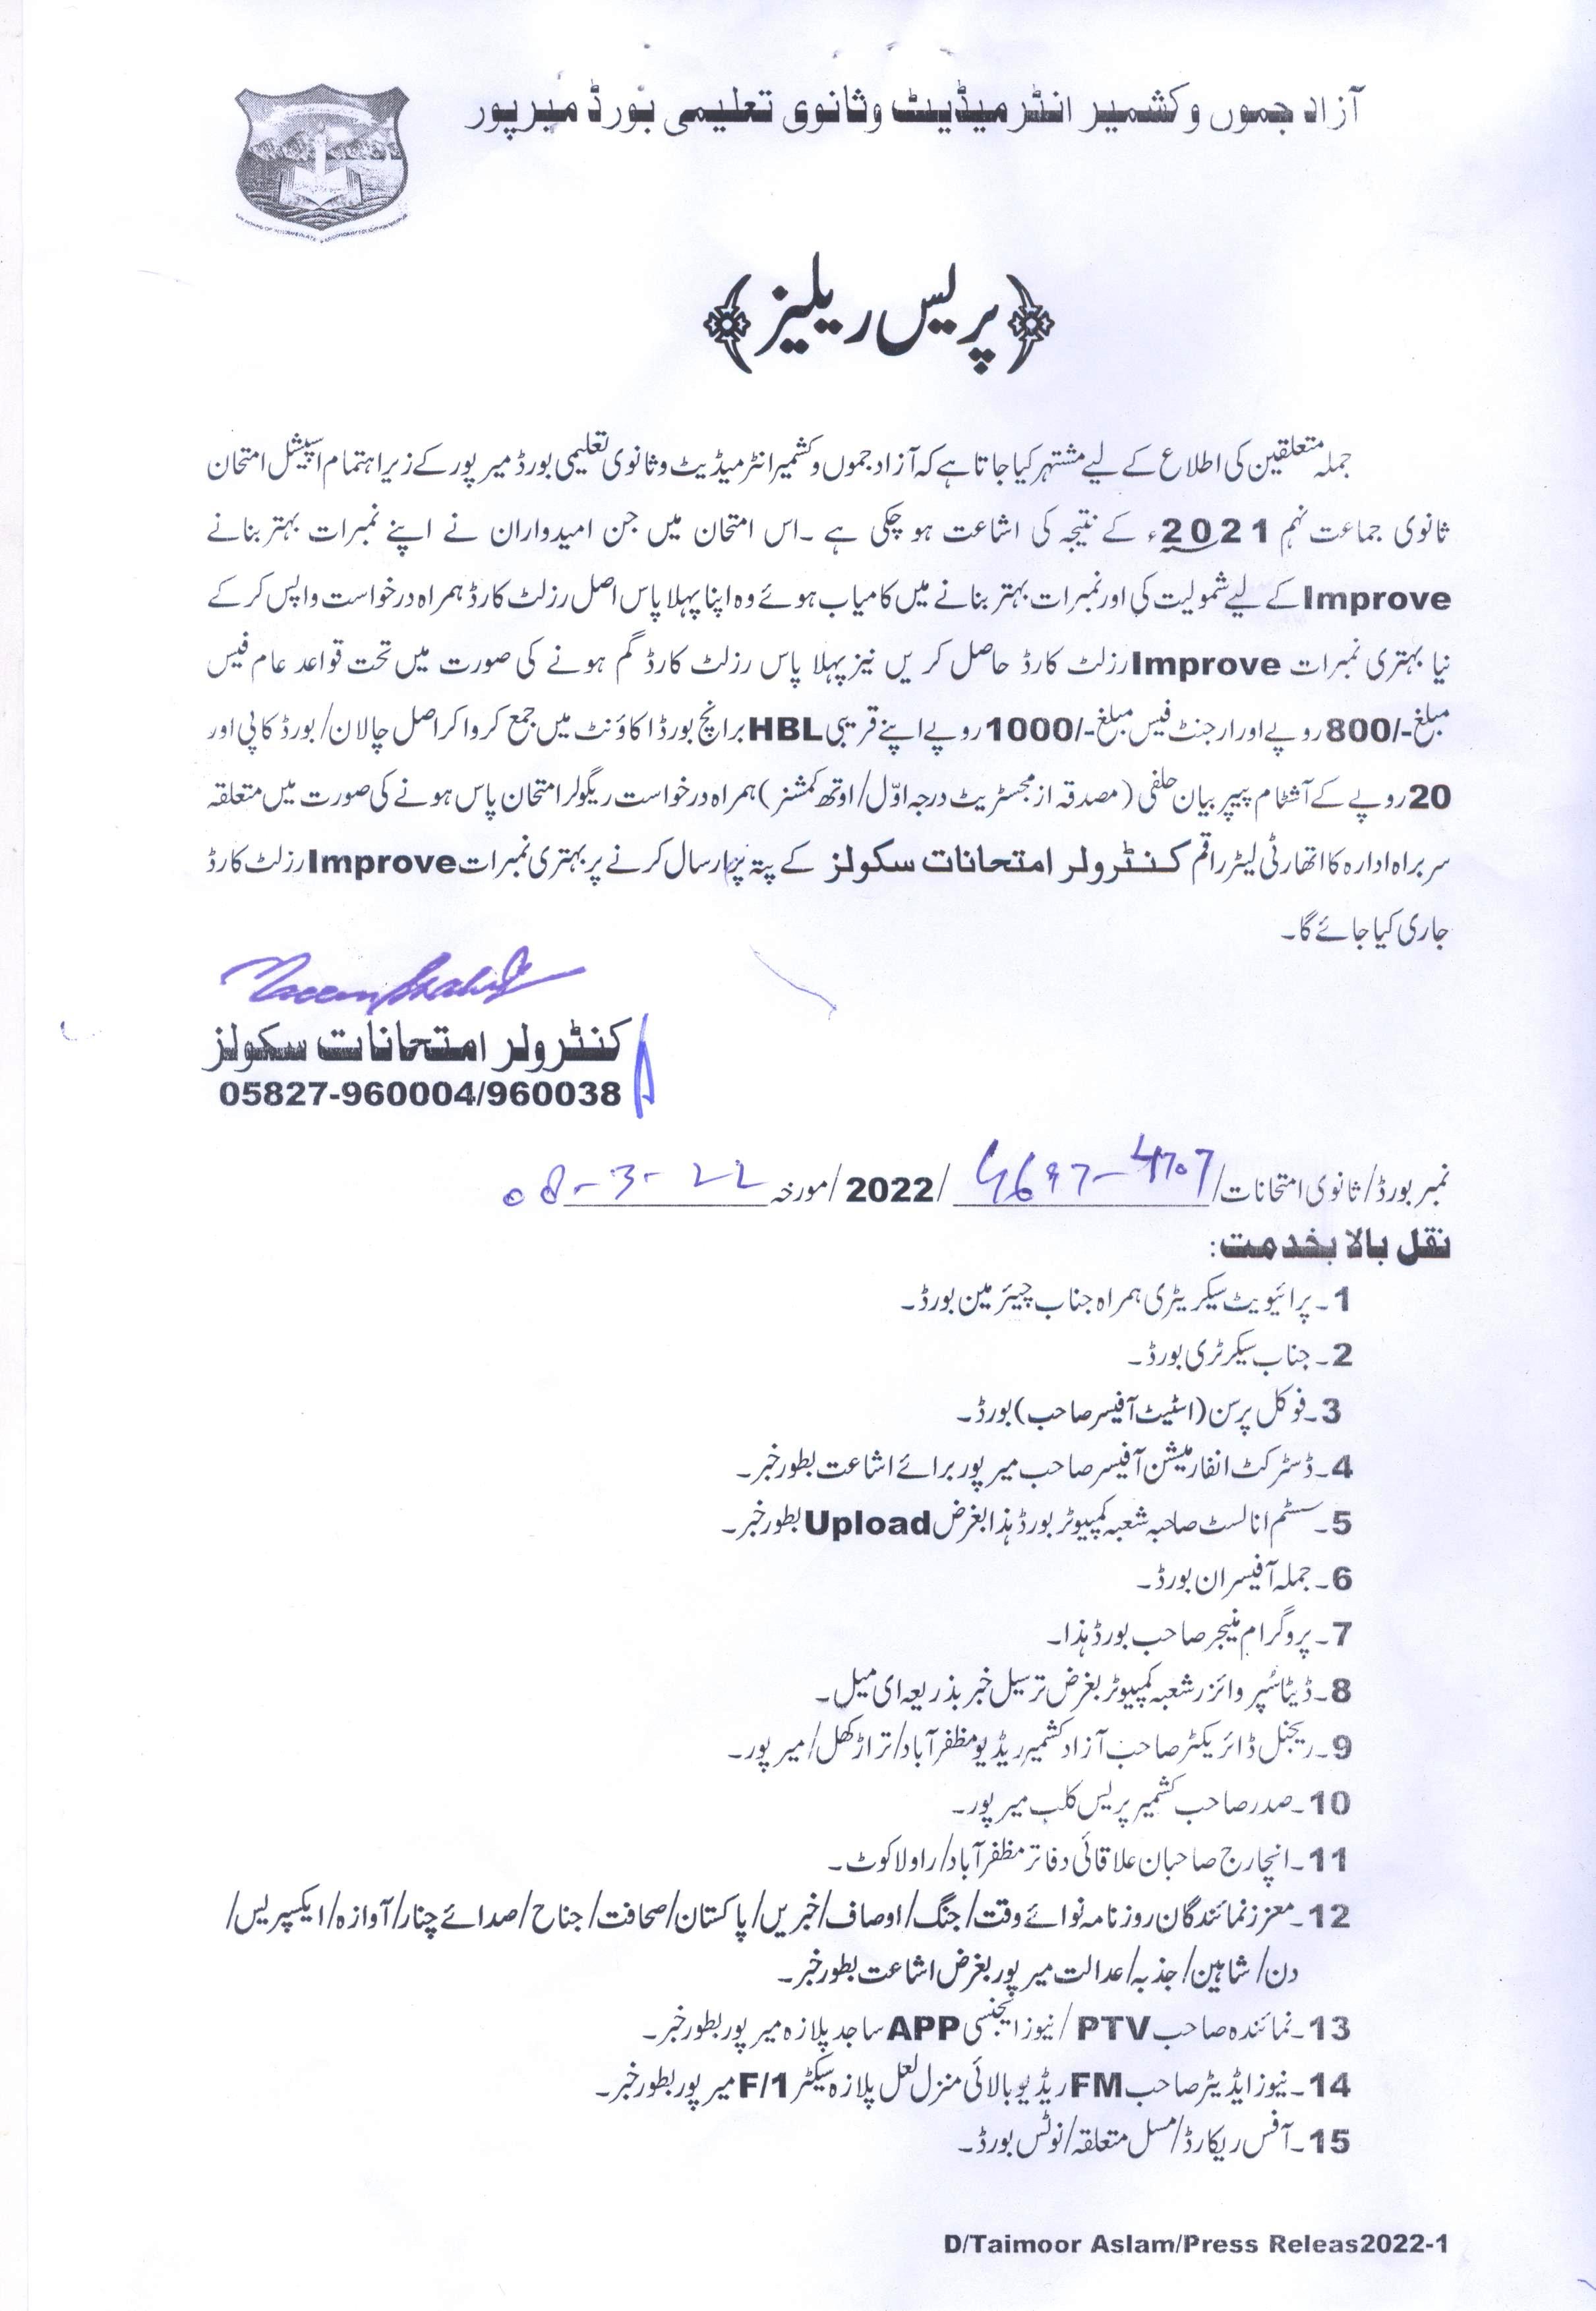 آزاد جموں و کشمیر انٹرمیڈیٹ و ثانوی تعلیمی بورڈ میرپور
پریس ریلیز
جملہ متعلقین کی اطلاع کے لیے مشتہر کیا جاتا ہے کہ آزاد جموں و کشمیر انٹرمیڈیٹ و ثانوی تعلیمی بورڈ میرپور کے زیر اہتمام اسپیشل امتحان
ثانوی جماعت نہم 2021ء کے نتیجہ کی اشاعت ہو چکی ہے ۔ اس امتحان میں جن امیدواران نے اپنے نمبرات بہتر بنانے
Improve کے لیے شمولیت کی اور نمبرات بہتر بنانے میں کامیاب ہوئے وہ اپنا پہلا پاس اصل رزلٹ کارڈ ہمراہ درخواست واپس کر کے
نیا بہتری نمبرات Improve رزلٹ کارڈ حاصل کریں نیز پہلا پاس رزلٹ کارڈ گم ہونے کی صورت میں تحت قواعد عام فیس
مبلغ -/800 روپے اور ارجنٹ فیس مبلغ -/1000 روپے اپنے قریبی HBL برانچ بورڈ اکاؤنٹ میں جمع کروا کر اصل چالان/ بورڈ کاپی اور
20 روپے کے آشٹام پیپر بیان حلفی (مصدقہ از مجسٹریٹ درجہ اوّل/ اوتھ کمشنر) ہمراہ درخواست ریگولر امتحان پاس ہونے کی صورت میں متعلقہ
سربراہ ادارہ کا اتھارٹی لیٹر راقم کنٹرولر امتحانات سکولز کے پتہ پر ارسال کرنے پر بہتری نمبرات Improve رزلٹ کارڈ
جاری کیا جائے گا۔
کنٹرولر امتحانات سکولز
05827-960004/960038
نمبر بورڈ/ ثانوی امتحانات/ 4697-4707 / 2022 / مورخہ 08-3-22
نقل بالا بخدمت:
1۔ پرائیویٹ سیکریٹری ہمراہ جناب چیئرمین بورڈ۔
2۔ جناب سیکرٹری بورڈ۔
3۔ فوکل پرسن (اسٹیٹ آفیسر صاحب) بورڈ۔
4۔ ڈسٹرکٹ انفارمیشن آفیسر صاحب میرپور برائے اشاعت بطور خبر۔
5۔ سسٹم انالسٹ صاحبہ شعبہ کمپیوٹر بورڈ ہذا بغرض Upload بطور خبر۔
6۔ جملہ آفیسران بورڈ۔
7۔ پروگرام منیجر صاحب بورڈ ہذا۔
8۔ ڈیٹا سپروائزر شعبہ کمپیوٹر بغرض ترسیل خبر بذریعہ ای میل۔
9۔ ریجنل ڈائریکٹر صاحب آزاد کشمیر ریڈیو مظفرآباد/ تراڑکھل/ میرپور۔
10۔ صدر صاحب کشمیر پریس کلب میرپور۔
11۔ انچارج صاحبان علاقائی دفاتر مظفرآباد/ راولاکوٹ۔
12۔ معزز نمائندگان روزنامہ نوائے وقت/ جنگ/ اوصاف/ خبریں/ پاکستان/ صحافت/ جناح/ صدائے چنار/ آوازہ/ ایکسپریس/
دن/ شاہین/ جذبہ/ عدالت میرپور بغرض اشاعت بطور خبر۔
13۔ نمائندہ صاحب PTV / نیوز ایجنسی APP ساجد پلازہ میرپور بطور خبر۔
14۔ نیوز ایڈیٹر صاحب FM ریڈیو بالائی منزل لعل پلازہ سیکٹر F/1 میرپور بطور خبر۔
15۔ آفس ریکارڈ/ مسل متعلقہ/ نوٹس بورڈ۔
D/Taimoor Aslam/Press Releas2022-1